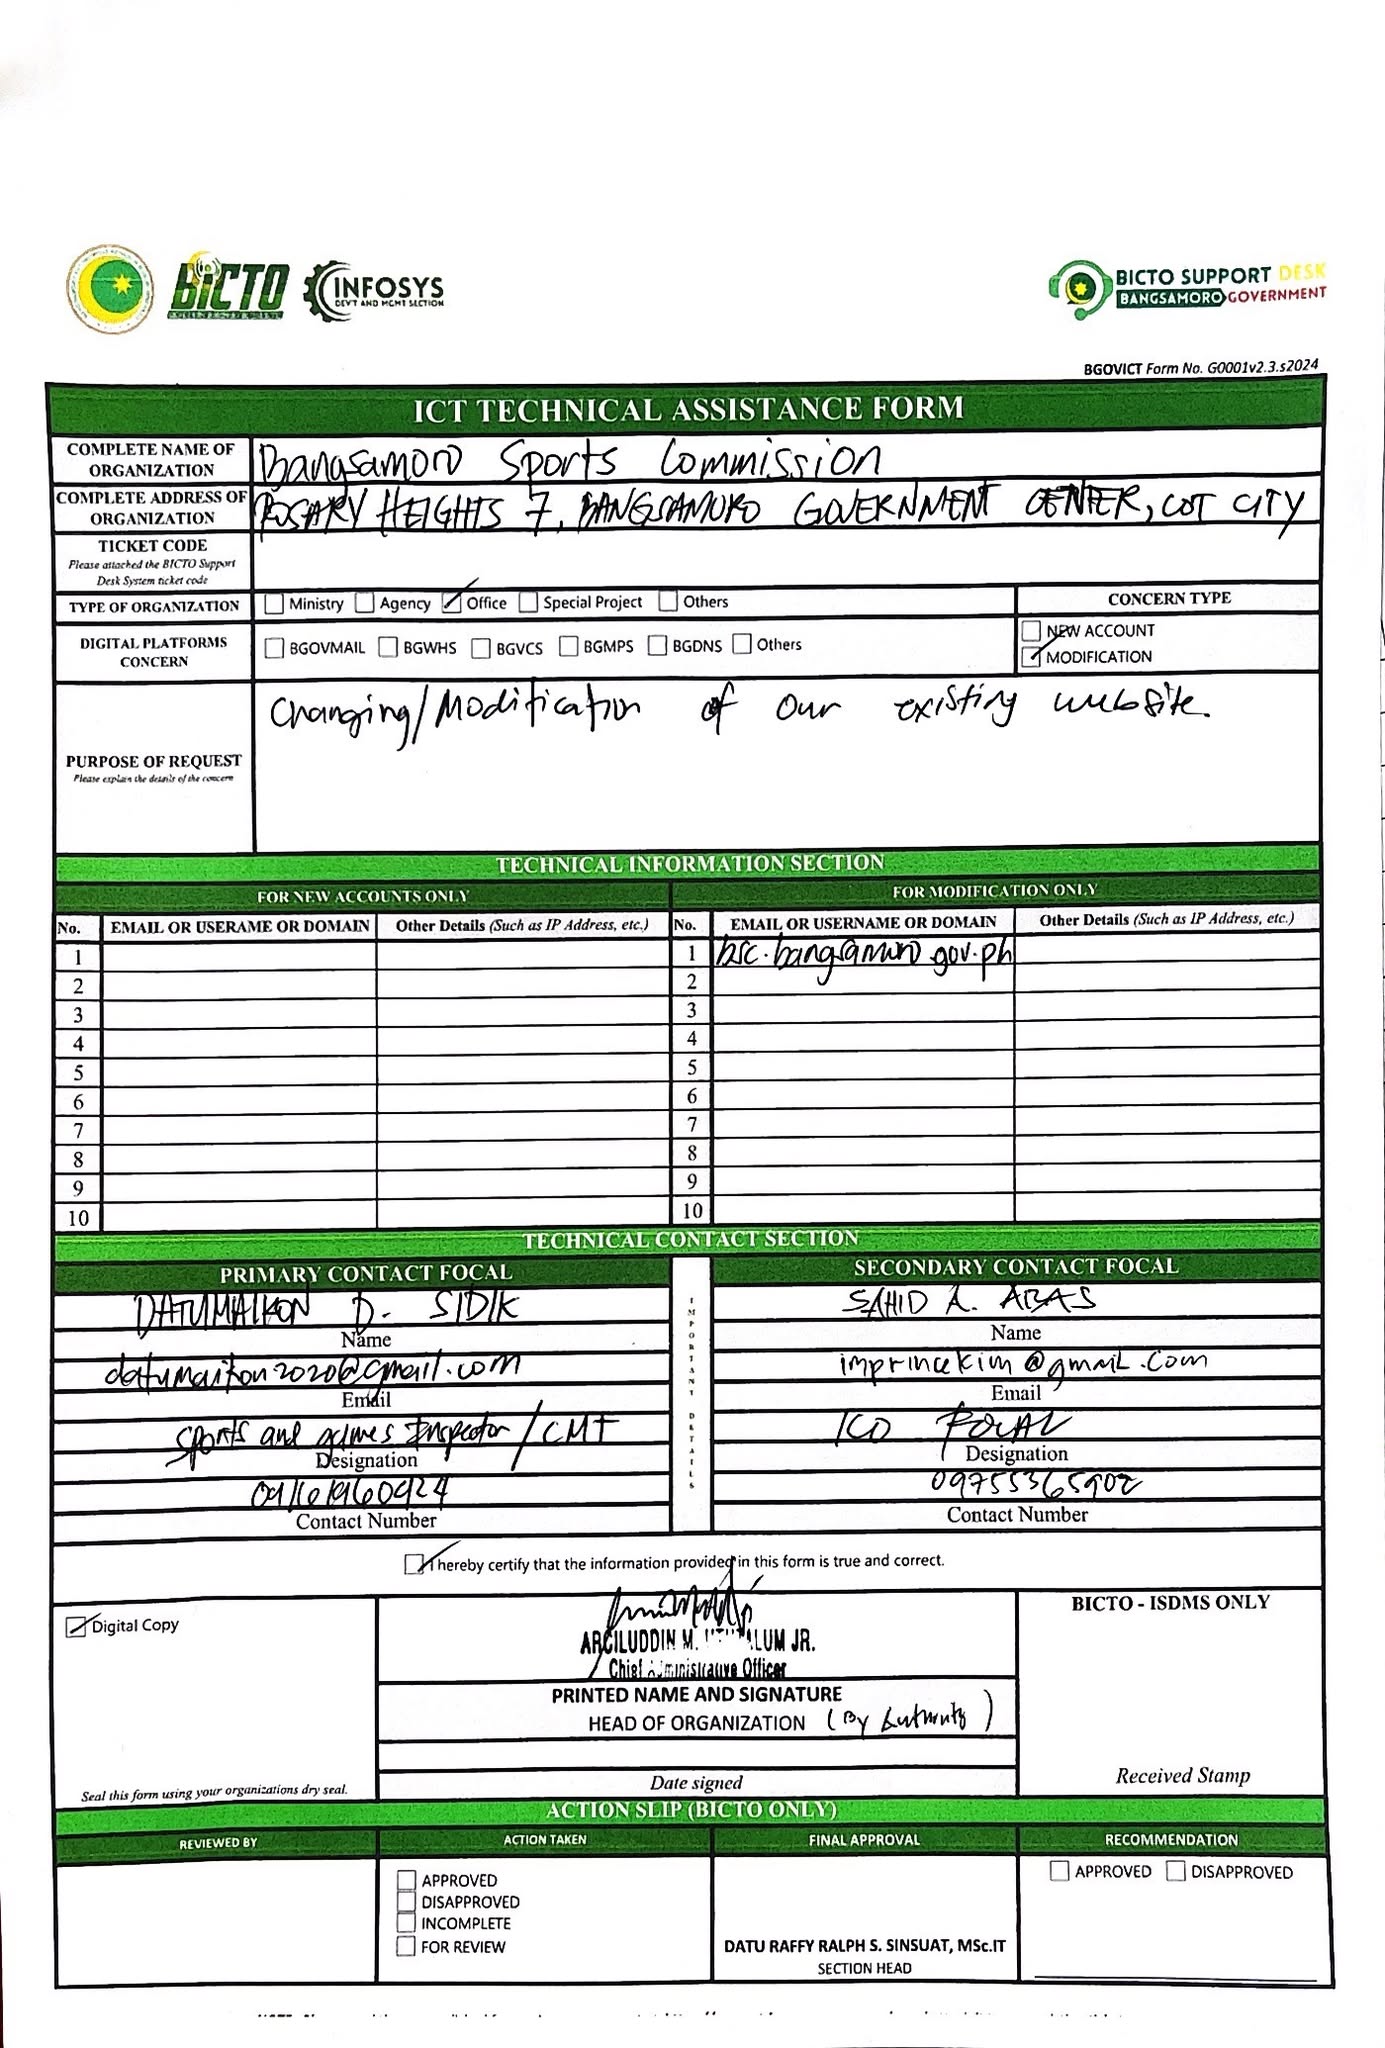 BICTO
INFOSYS
DEV'T AND MGMT SECTION
BICTO SUPPORT DESK
BANGSAMORO GOVERNMENT
BGOVICT Form No. G0001v2.3.s2024
ICT TECHNICAL ASSISTANCE FORM
COMPLETE NAME OF ORGANIZATION Bangsamoro Sports Commission
COMPLETE ADDRESS OF ORGANIZATION ROSARY HEIGHTS 7, BANGSAMORO GOVERNMENT CENTER, COT CITY
TICKET CODE
Please attached the BICTO Support
Desk System ticket code
TYPE OF ORGANIZATION Ministry Agency Office Special Project Others CONCERN TYPE
DIGITAL PLATFORMS CONCERN BGOVMAIL BGWHS BGVCS BGMPS BGDNS Others
NEW ACCOUNT
MODIFICATION
PURPOSE OF REQUEST
Please explain the details of the concern
Changing/Modification of our existing website.
TECHNICAL INFORMATION SECTION
FOR NEW ACCOUNTS ONLY FOR MODIFICATION ONLY
No. EMAIL OR USERAME OR DOMAIN Other Details (Such as IP Address, etc.) No. EMAIL OR USERNAME OR DOMAIN Other Details (Such as IP Address, etc.)
1 1 bsc.bangsamoro.gov.ph
2 2
3 3
4 4
5 5
6 6
7 7
8 8
9 9
10 10
TECHNICAL CONTACT SECTION
PRIMARY CONTACT FOCAL IMPORTANT DETAILS SECONDARY CONTACT FOCAL
DATUMAIKON D. SIDIK SAHID A. ABAS
Name Name
datumaikon2020@gmail.com imprincekim@gmail.com
Email Email
Sports and games Inspector/CMT ICO FOCAL
Designation Designation
09755365902
Contact Number Contact Number
I hereby certify that the information provided in this form is true and correct.
Digital Copy
BICTO - ISDMS ONLY
ARCILUDDIN M. JR.
Chief Administrative Officer
PRINTED NAME AND SIGNATURE
HEAD OF ORGANIZATION (By Authority)
Date signed
Seal this form using your organizations dry seal.
Received Stamp
ACTION SLIP (BICTO ONLY)
REVIEWED BY ACTION TAKEN FINAL APPROVAL RECOMMENDATION
APPROVED
DISAPPROVED
INCOMPLETE
FOR REVIEW
DATU RAFFY RALPH S. SINSUAT, MSc.IT
SECTION HEAD
APPROVED DISAPPROVED